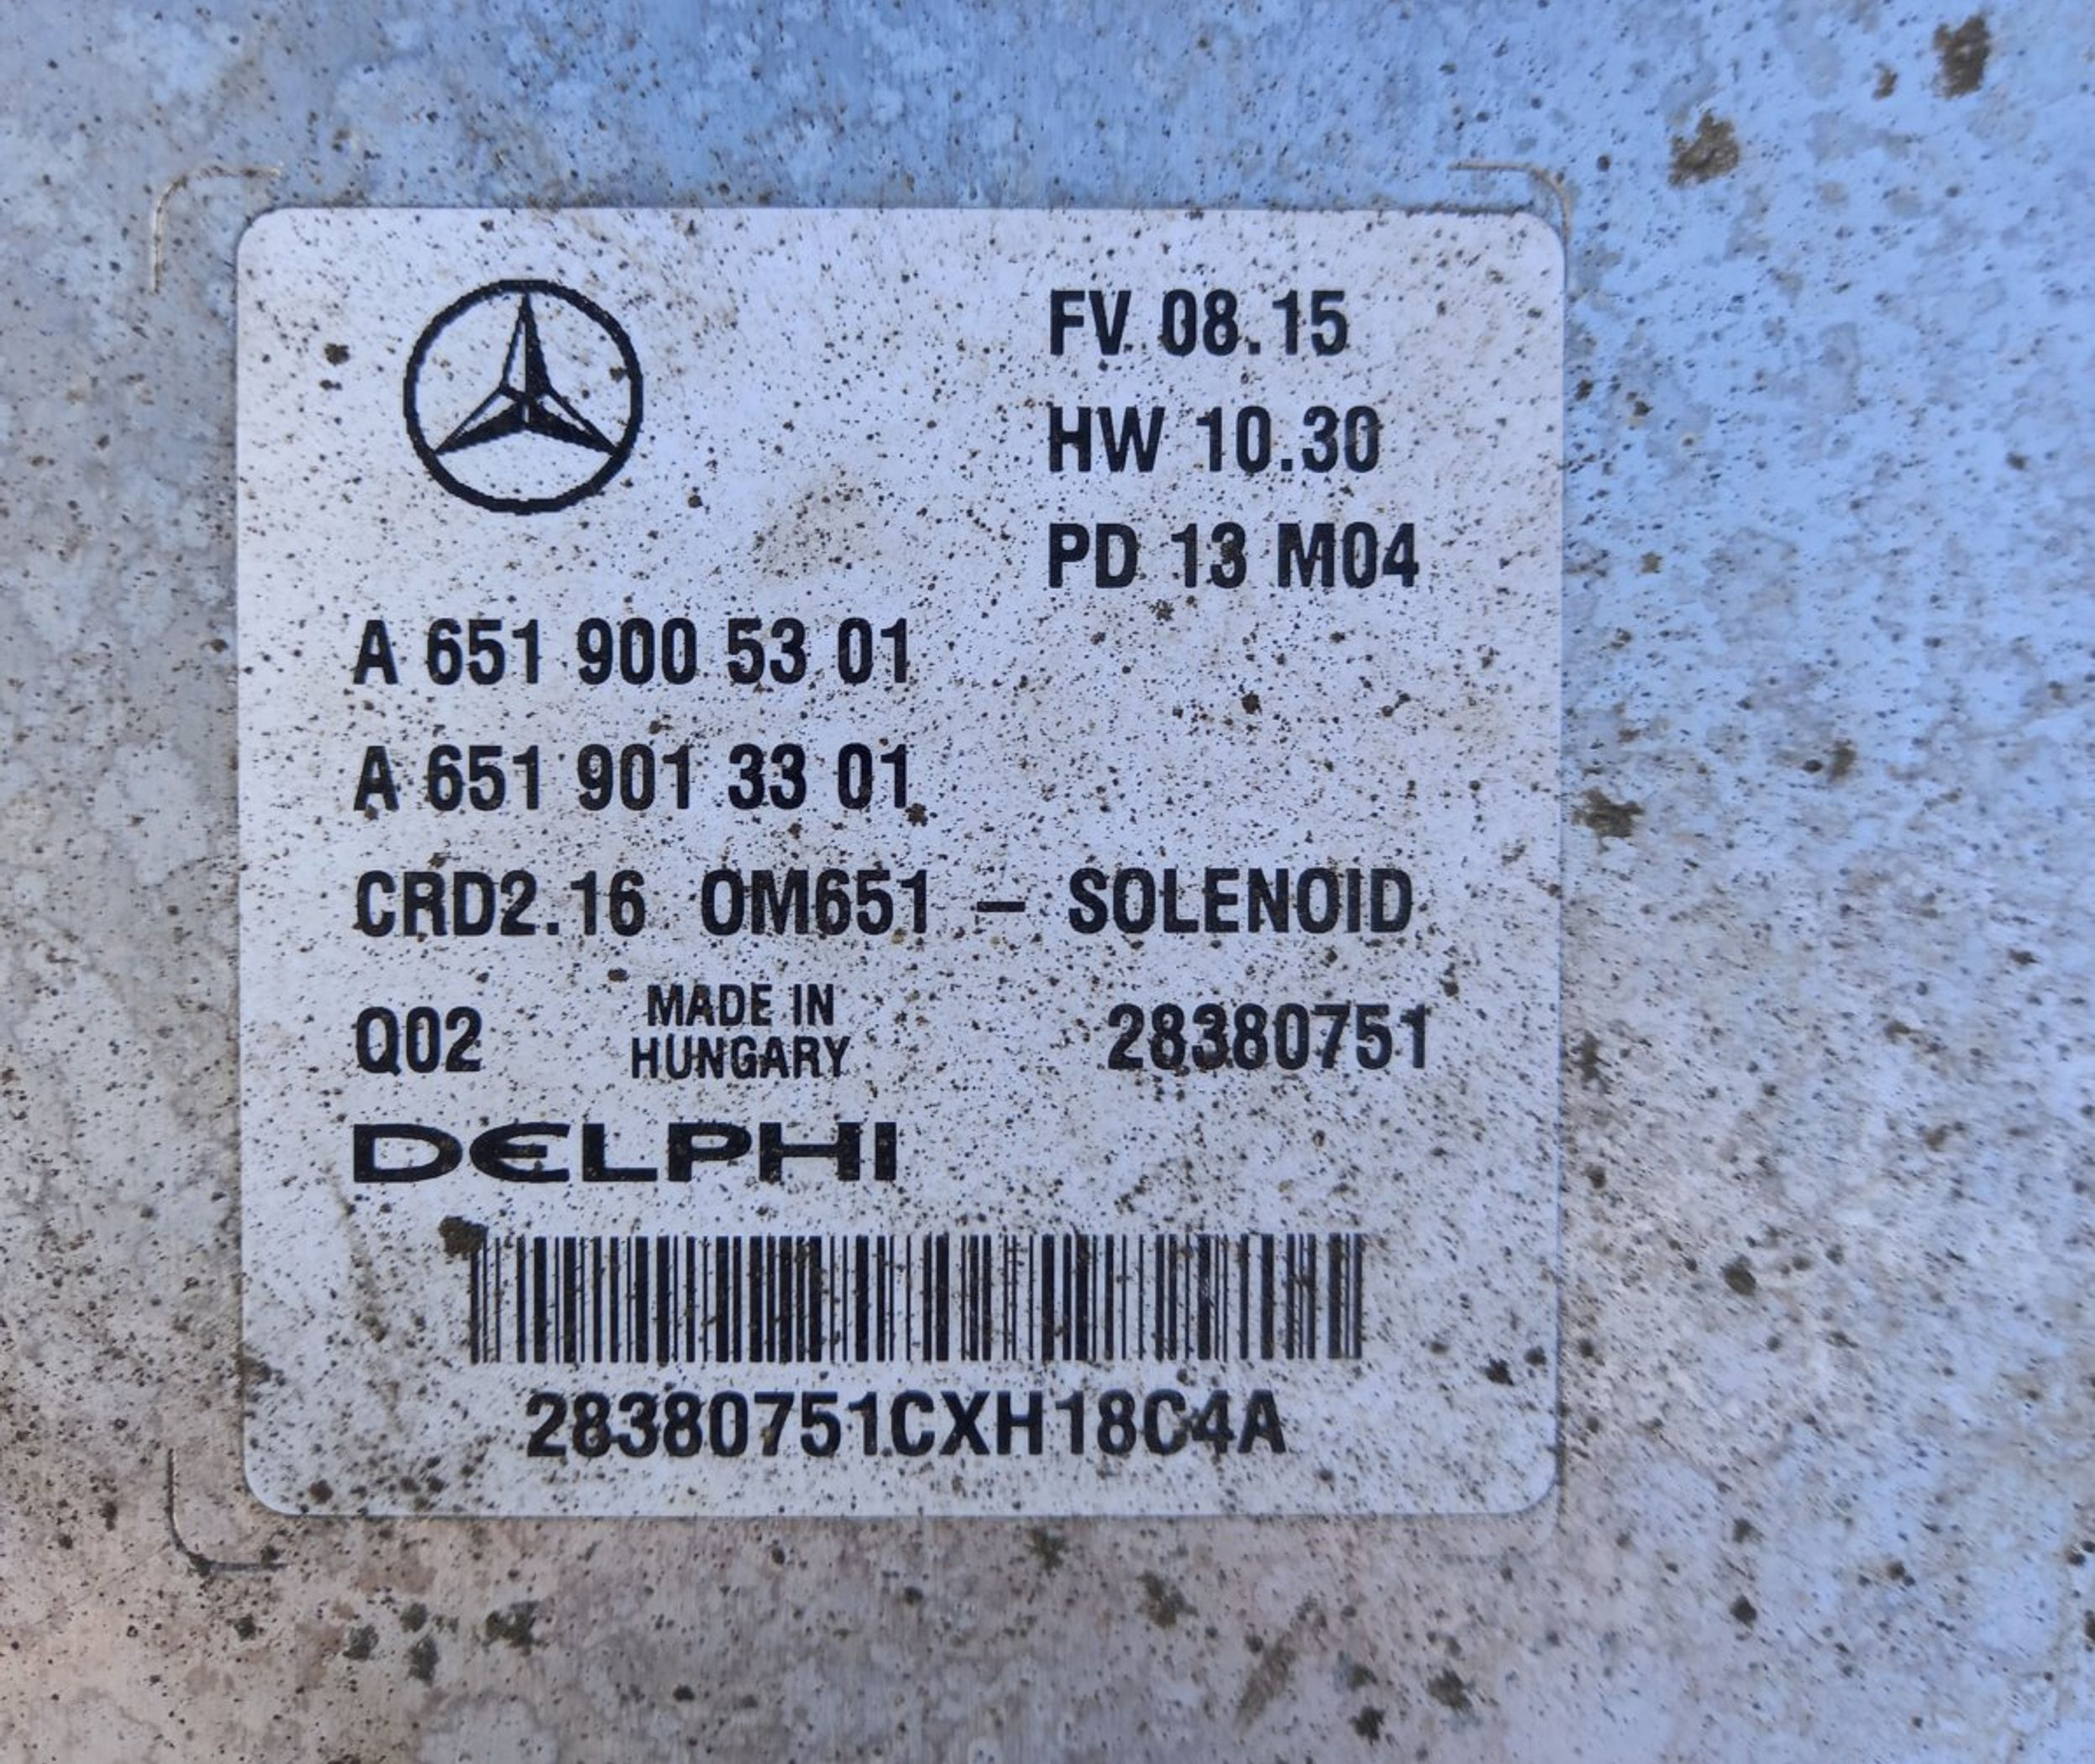 FV 08.15
HW 10.30
PD 13 M04
A 651 900 53 01
A 651 901 33 01
CRD2.16 OM651 – SOLENOID
Q02 MADE IN HUNGARY 28380751
DELPHI
28380751CXH18C4A